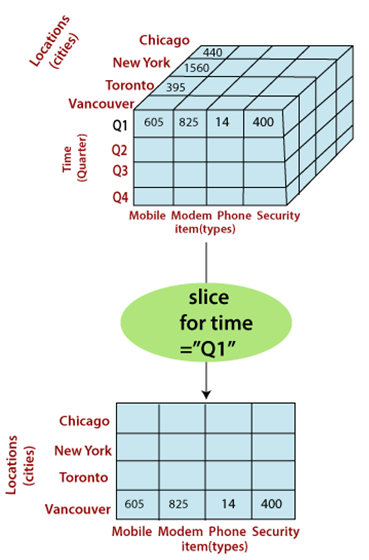 Locations
(cities)
Chicago
New York
Toronto
Vancouver
440
1560
395
Time
(Quarter)
Q1 605 825 14 400
Q2
Q3
Q4
Mobile Modem Phone Security
item(types)
slice
for time
="Q1"
Locations
(cities)
Chicago
New York
Toronto
Vancouver 605 825 14 400
Mobile Modem Phone Security
item(types)